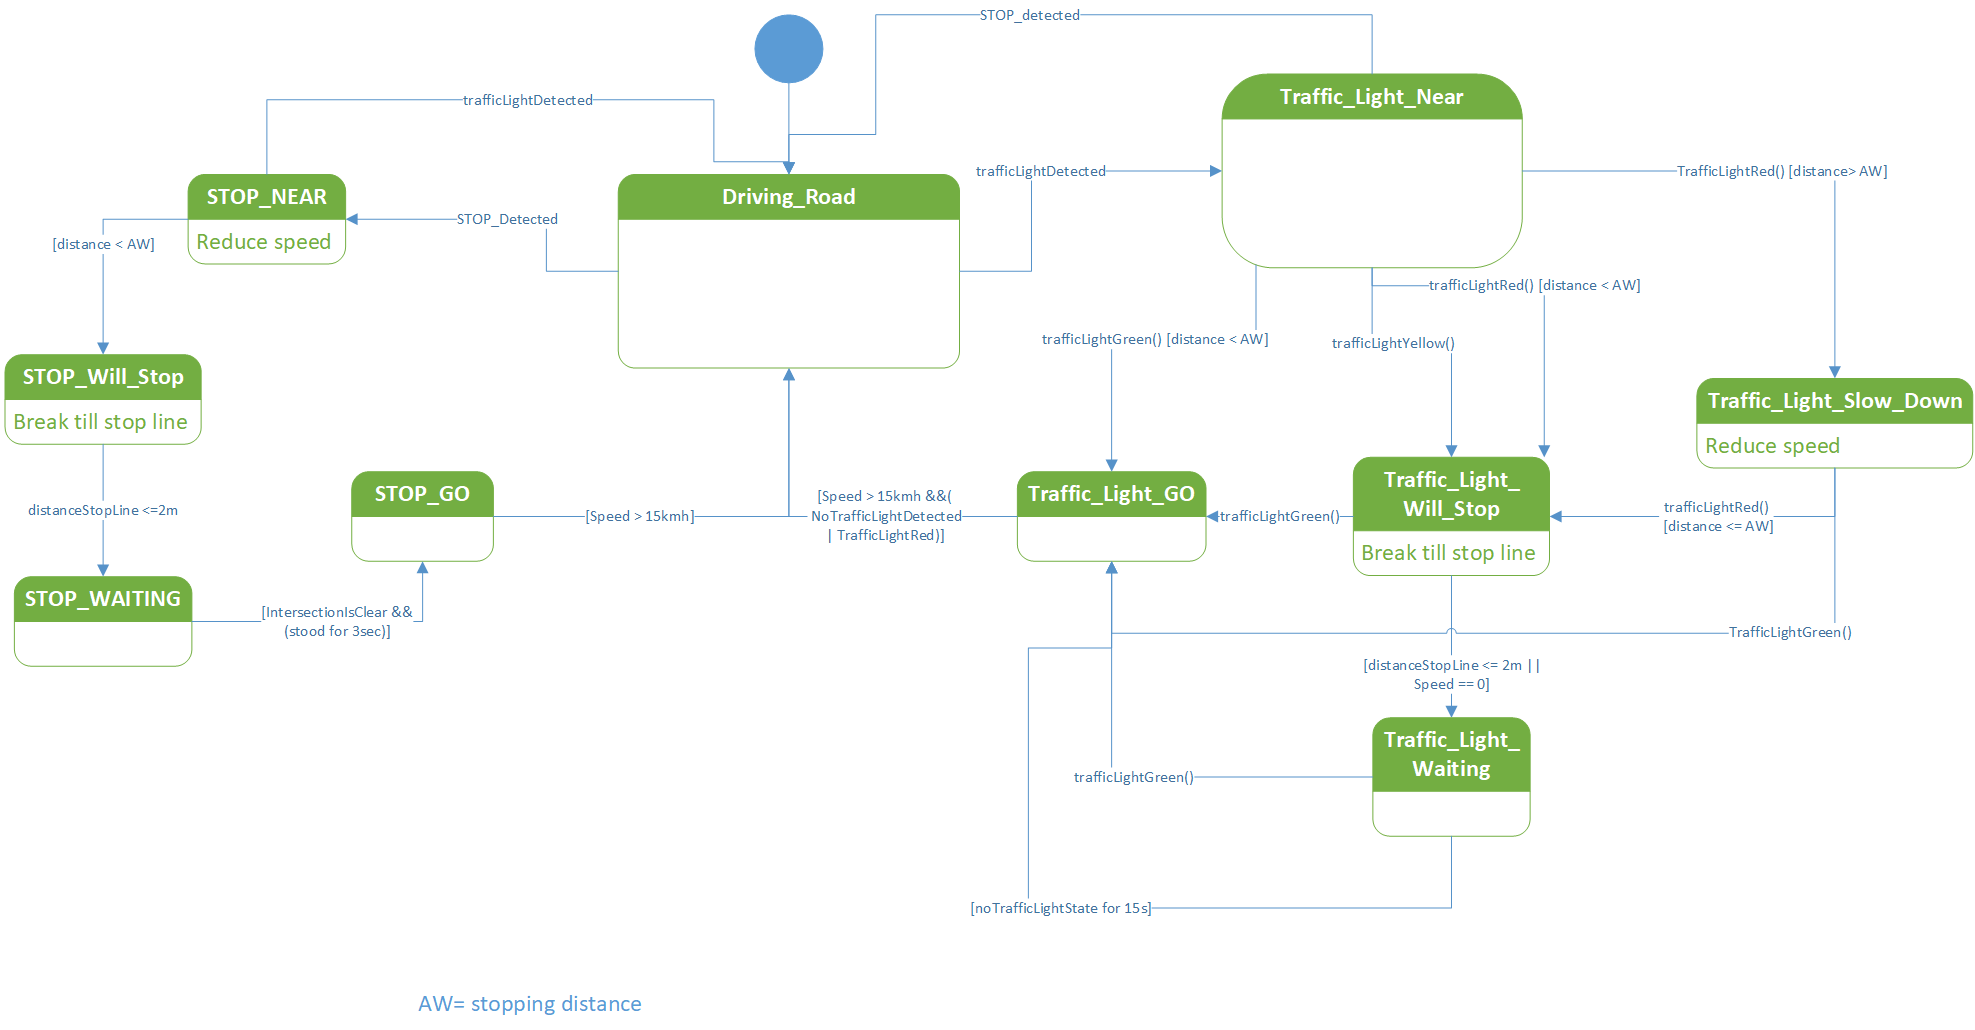 STOP_detected
Traffic_Light_Near
trafficLightDetected
trafficLightDetected
TrafficLightRed() [distance> AW]
STOP_NEAR
Reduce speed
Driving_Road
STOP_Detected
[distance < AW]
trafficLightRed() [distance < AW]
trafficLightGreen() [distance < AW]
trafficLightYellow()
STOP_Will_Stop
Break till stop line
Traffic_Light_Slow_Down
Reduce speed
STOP_GO
[Speed > 15kmh]
[Speed > 15kmh &&(
NoTrafficLightDetected
| TrafficLightRed)]
Traffic_Light_GO
trafficLightGreen()
Traffic_Light_
Will_Stop
Break till stop line
trafficLightRed()
[distance <= AW]
distanceStopLine <=2m
STOP_WAITING
[IntersectionIsClear &&
(stood for 3sec)]
TrafficLightGreen()
[distanceStopLine <= 2m ||
Speed == 0]
Traffic_Light_
Waiting
trafficLightGreen()
[noTrafficLightState for 15s]
AW= stopping distance